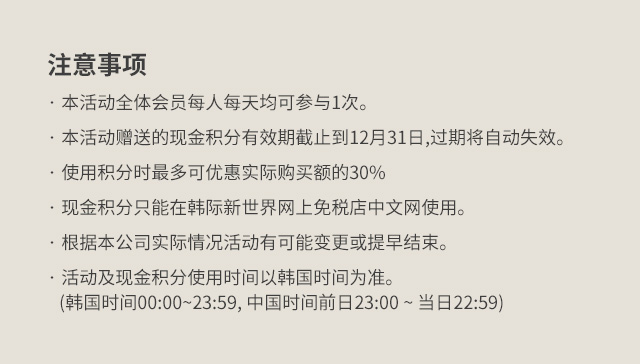 注意事项
· 本活动全体会员每人每天均可参与1次。
· 本活动赠送的现金积分有效期截止到12月31日,过期将自动失效。
· 使用积分时最多可优惠实际购买额的30%
· 现金积分只能在韩际新世界网上免税店中文网使用。
· 根据本公司实际情况活动有可能变更或提早结束。
· 活动及现金积分使用时间以韩国时间为准。
(韩国时间00:00~23:59, 中国时间前日23:00 ~ 当日22:59)